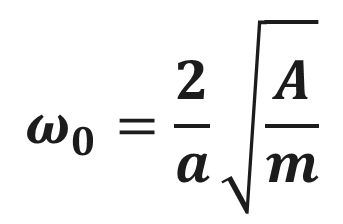 ω₀ = 2/a √(A/m)